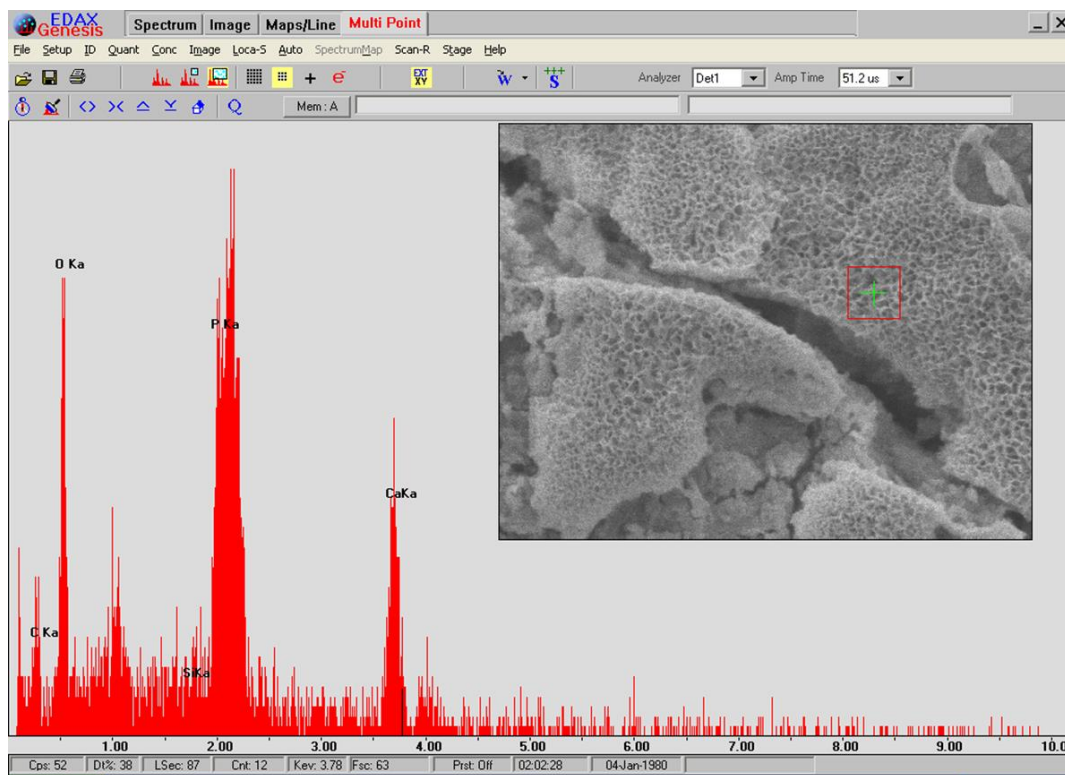 EDAX
Genesis
Spectrum Image Maps/Line Multi Point
File Setup ID Quant Conc Image Loca-S Auto SpectrumMap Scan-R Stage Help
e⁻ EXT XY W S Analyzer Det1 Amp Time 51.2 us
Q Mem : A
O Ka
P Ka
CaKa
C Ka
SiKa
1.00 2.00 3.00 4.00 5.00 6.00 7.00 8.00 9.00 10.0
Cps: 52 Dt%: 38 LSec: 87 Cnt: 12 Kev: 3.78 Fsc: 63 Prst: Off 02:02:28 04-Jan-1980